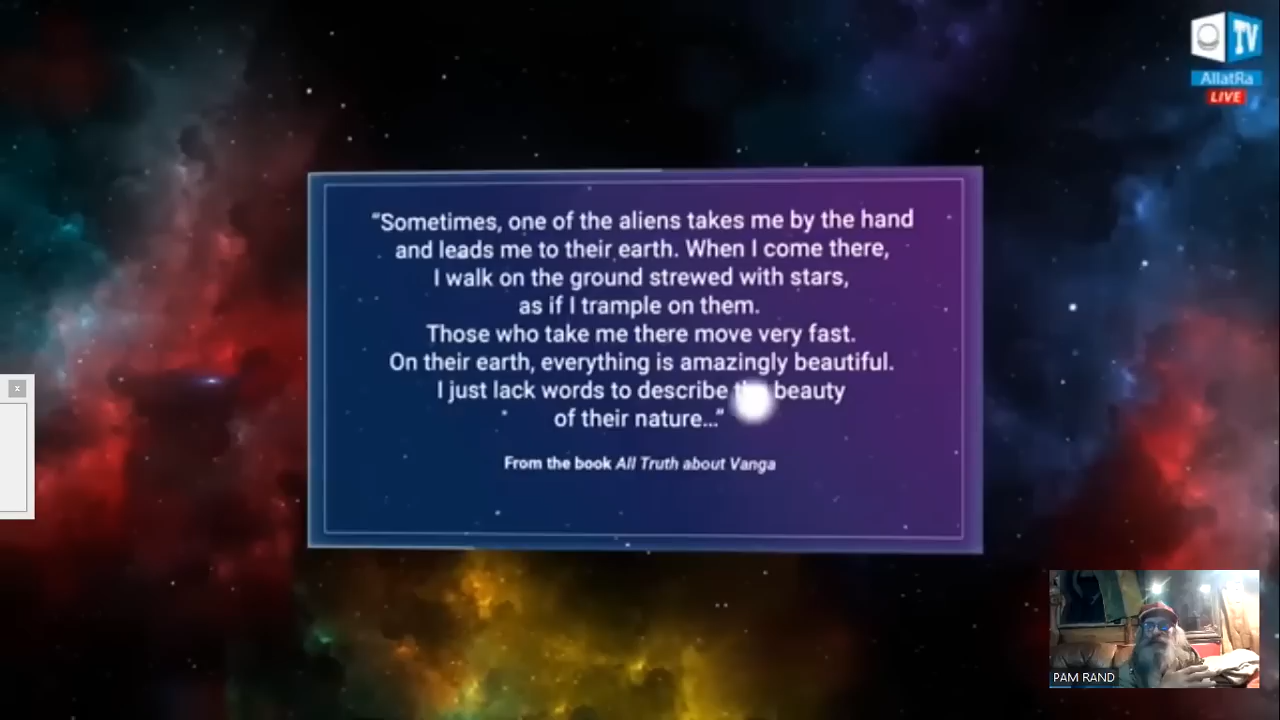 TV
AllatRa
LIVE
“Sometimes, one of the aliens takes me by the hand
and leads me to their earth. When I come there,
I walk on the ground strewed with stars,
as if I trample on them.
Those who take me there move very fast.
On their earth, everything is amazingly beautiful.
I just lack words to describe the beauty
of their nature...”
From the book All Truth about Vanga
x
PAM RAND